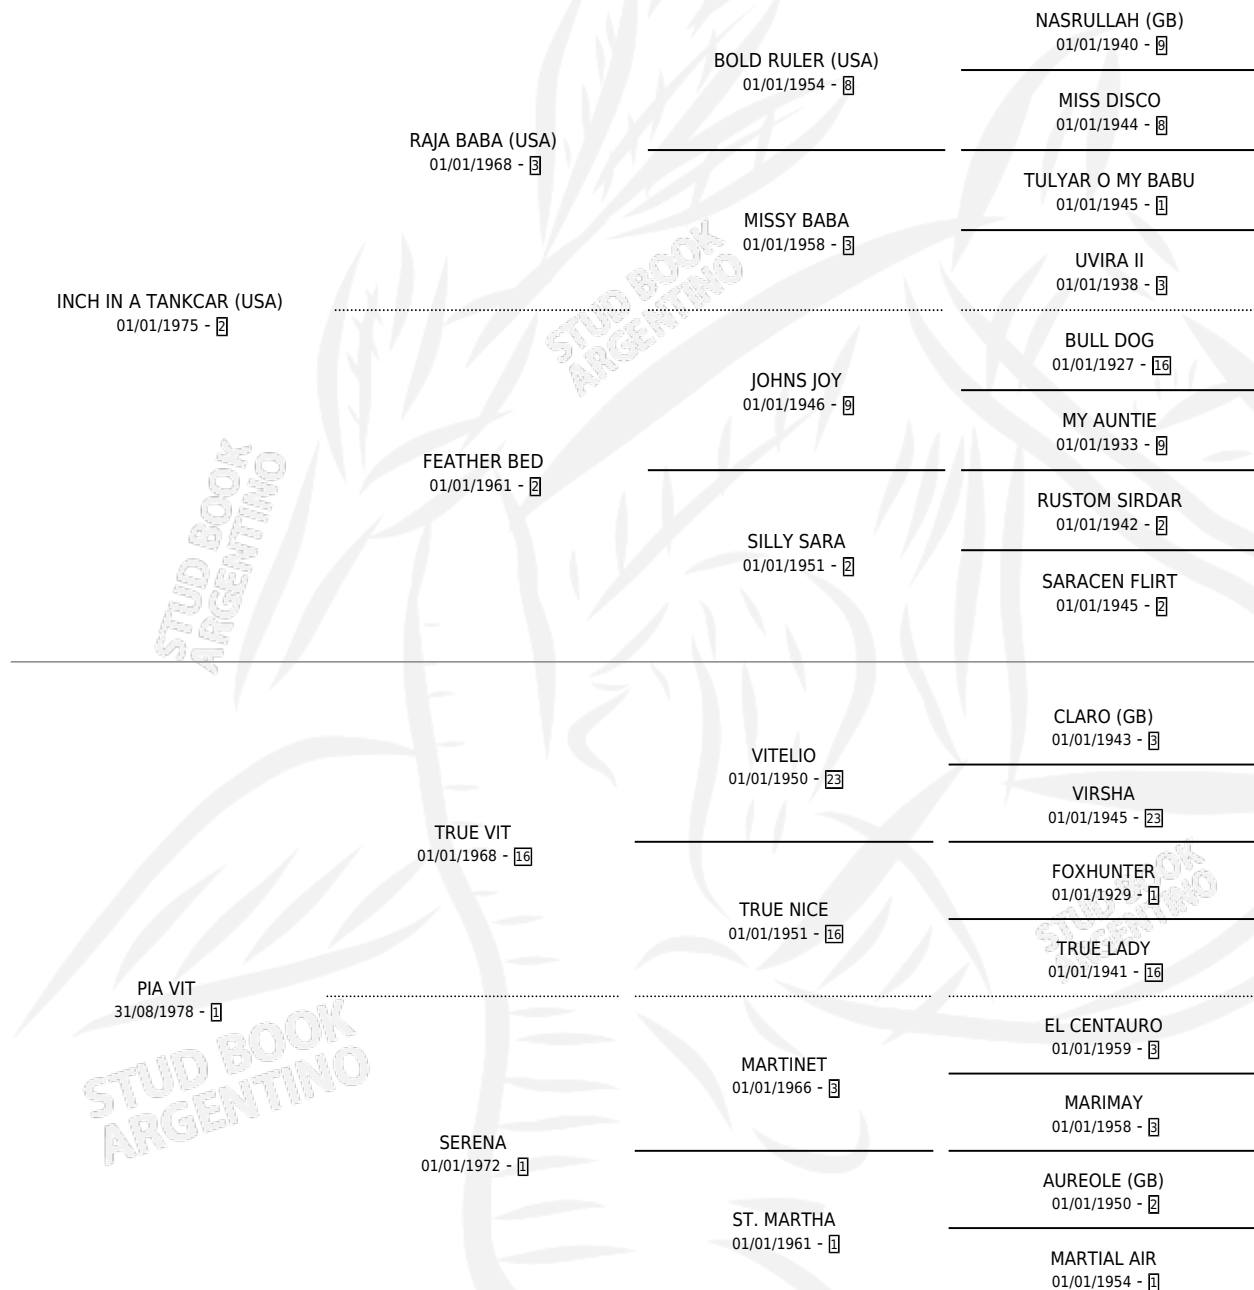 NASRULLAH (GB)
01/01/1940 - 9
BOLD RULER (USA)
01/01/1954 - 8
MISS DISCO
01/01/1944 - 8
RAJA BABA (USA)
01/01/1968 - 3
TULYAR O MY BABU
01/01/1945 - 1
MISSY BABA
01/01/1958 - 3
UVIRA II
01/01/1938 - 3
INCH IN A TANKCAR (USA)
01/01/1975 - 2
BULL DOG
01/01/1927 - 16
JOHNS JOY
01/01/1946 - 9
MY AUNTIE
01/01/1933 - 9
FEATHER BED
01/01/1961 - 2
RUSTOM SIRDAR
01/01/1942 - 2
SILLY SARA
01/01/1951 - 2
SARACEN FLIRT
01/01/1945 - 2
CLARO (GB)
01/01/1943 - 3
VITELIO
01/01/1950 - 23
VIRSHA
01/01/1945 - 23
TRUE VIT
01/01/1968 - 16
FOXHUNTER
01/01/1929 - 1
TRUE NICE
01/01/1951 - 16
TRUE LADY
01/01/1941 - 16
PIA VIT
31/08/1978 - 1
EL CENTAURO
01/01/1959 - 3
MARTINET
01/01/1966 - 3
MARIMAY
01/01/1958 - 3
SERENA
01/01/1972 - 1
AUREOLE (GB)
01/01/1950 - 2
ST. MARTHA
01/01/1961 - 1
MARTIAL AIR
01/01/1954 - 1
STUD BOOK
ARGENTINO
STUD BOOK
ARGENTINO
STUD BOOK
ARGENTINO
STUD BOOK
ARGENTINO